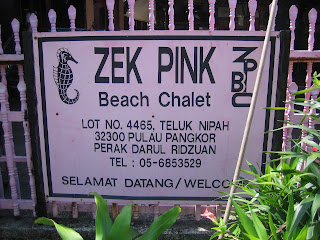 ZEK PINK
ZPBC
Beach Chalet
LOT NO. 4465, TELUK NIPAH
32300 PULAU PANGKOR
PERAK DARUL RIDZUAN
TEL : 05-6853529
SELAMAT DATANG/WELCO